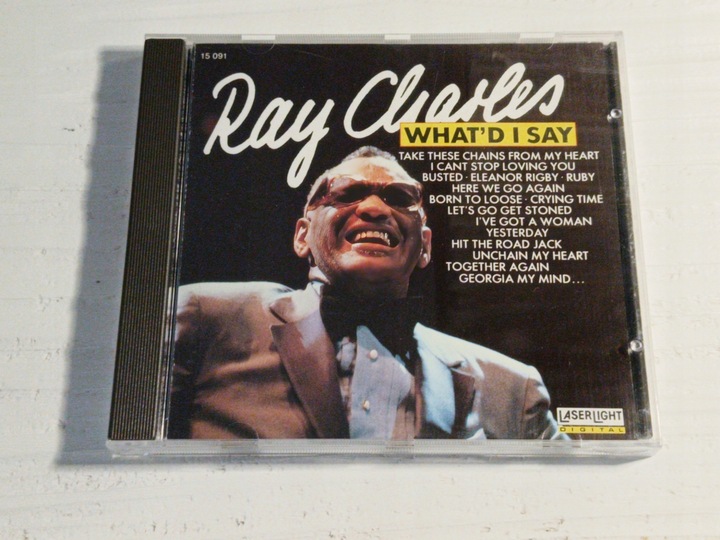 15 091
Ray Charles
WHAT'D I SAY
TAKE THESE CHAINS FROM MY HEART
I CANT STOP LOVING YOU
BUSTED · ELEANOR RIGBY · RUBY
HERE WE GO AGAIN
BORN TO LOOSE · CRYING TIME
LET'S GO GET STONED
I'VE GOT A WOMAN
YESTERDAY
HIT THE ROAD JACK
UNCHAIN MY HEART
TOGETHER AGAIN
GEORGIA MY MIND...
LASERLIGHT
DIGITAL